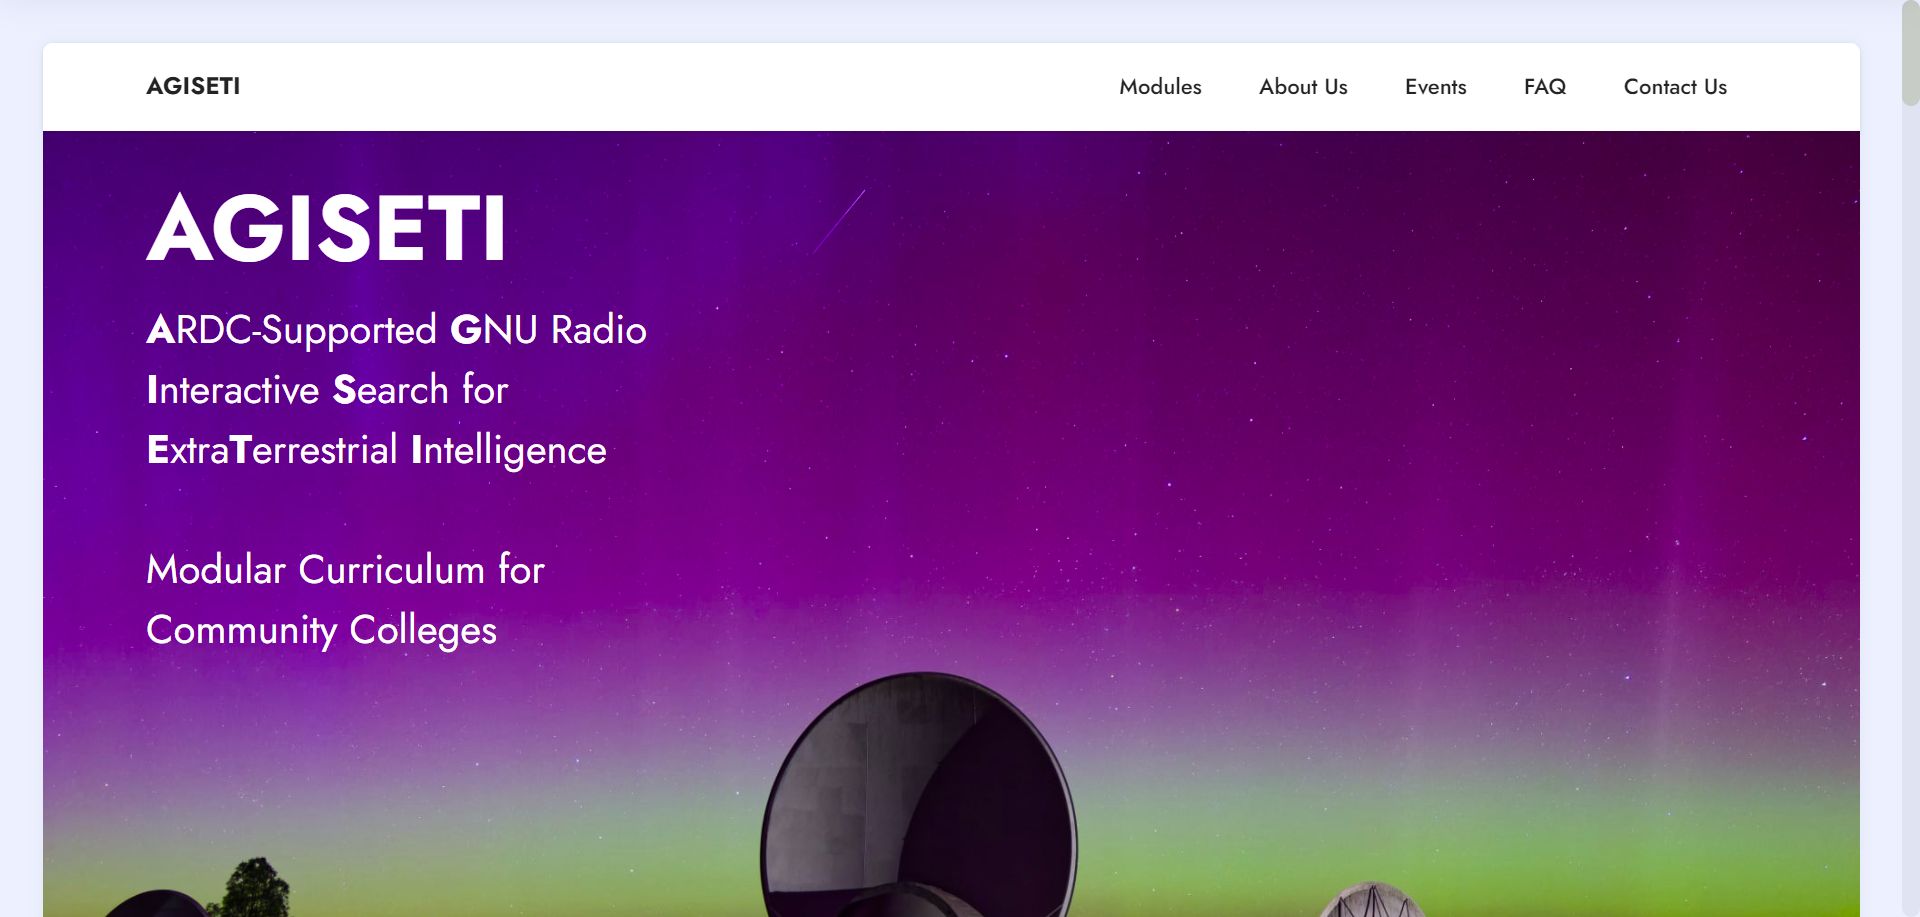 AGISETI
Modules About Us Events FAQ Contact Us
AGISETI
ARDC-Supported GNU Radio
Interactive Search for
ExtraTerrestrial Intelligence
Modular Curriculum for
Community Colleges